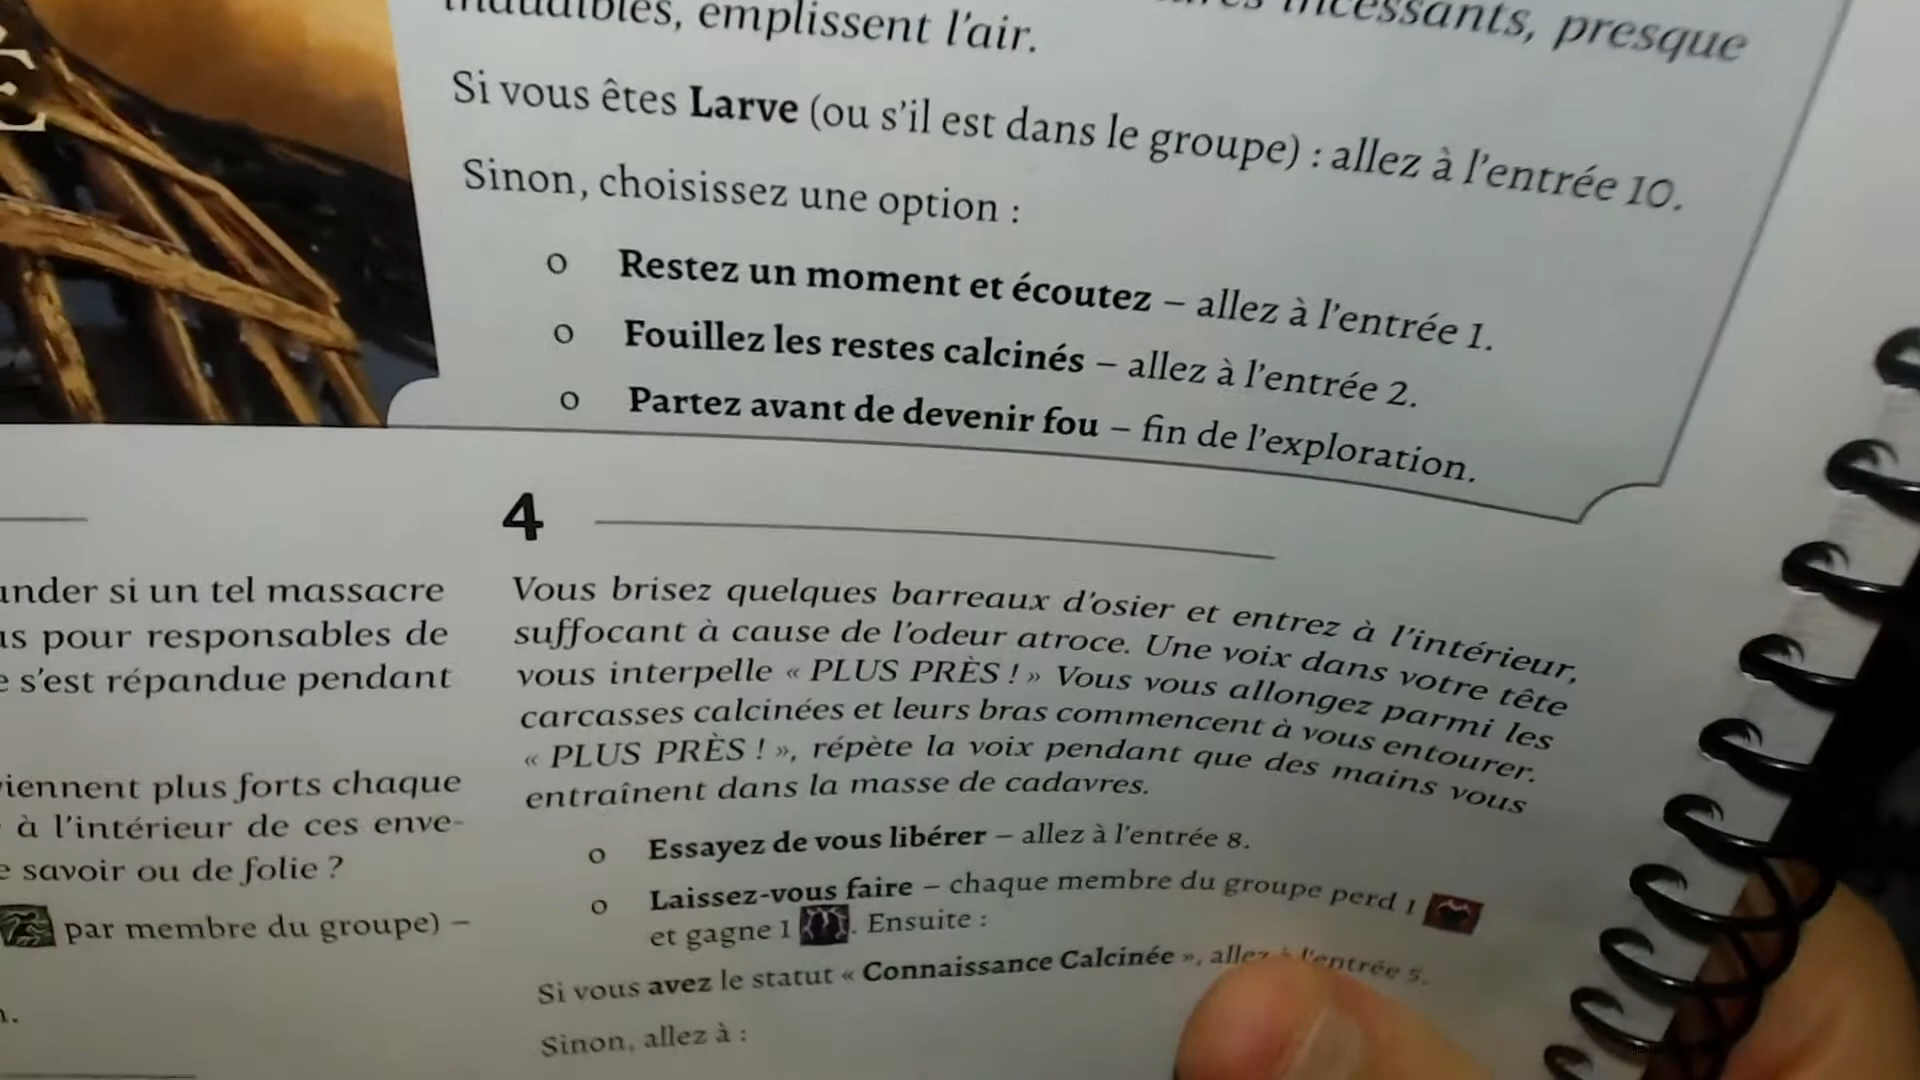 incessants, presque
inaudibles, emplissent l'air.
Si vous êtes Larve (ou s'il est dans le groupe) : allez à l'entrée 10.
Sinon, choisissez une option :
o Restez un moment et écoutez – allez à l'entrée 1.
o Fouillez les restes calcinés – allez à l'entrée 2.
o Partez avant de devenir fou – fin de l'exploration.
É
si un tel massacre
pour responsables de
s'est répandue pendant
plus forts chaque
à l'intérieur de ces enve-
savoir ou de folie ?
par membre du groupe) –
4
Vous brisez quelques barreaux d'osier et entrez à l'intérieur,
suffocant à cause de l'odeur atroce. Une voix dans votre tête
vous interpelle « PLUS PRÈS ! » Vous vous allongez parmi les
carcasses calcinées et leurs bras commencent à vous entourer.
« PLUS PRÈS ! », répète la voix pendant que des mains vous
entraînent dans la masse de cadavres.
o Essayez de vous libérer – allez à l'entrée 8.
o Laissez-vous faire – chaque membre du groupe perd 1
et gagne 1 . Ensuite :
Si vous avez le statut « Connaissance Calcinée », allez à l'entrée 5.
Sinon, allez à :